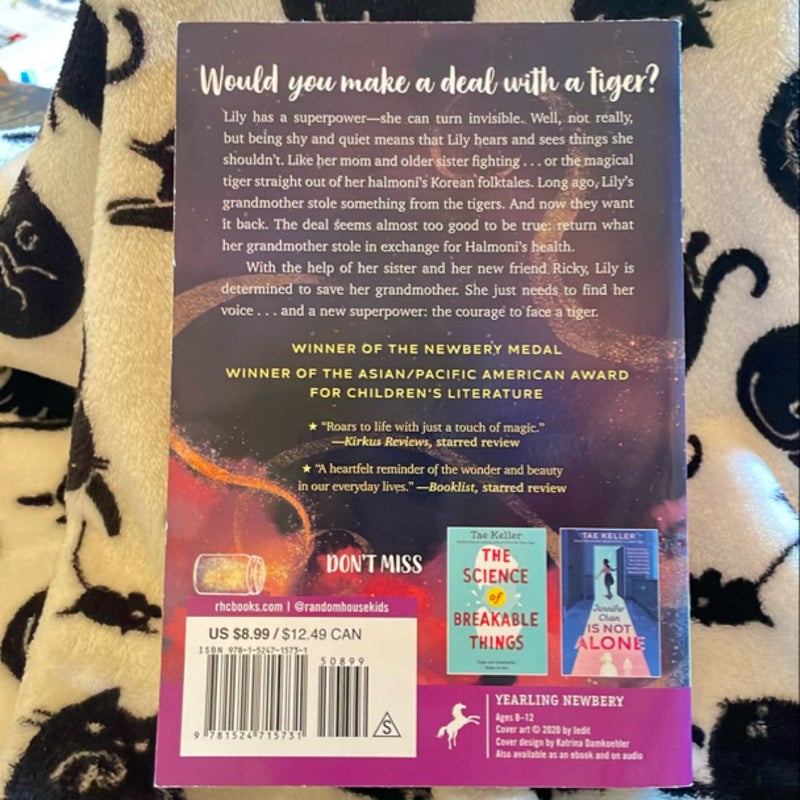 Would you make a deal with a tiger?
Lily has a superpower—she can turn invisible. Well, not really,
but being shy and quiet means that Lily hears and sees things she
shouldn't. Like her mom and older sister fighting . . . or the magical
tiger straight out of her halmoni's Korean folktales. Long ago, Lily's
grandmother stole something from the tigers. And now they want
it back. The deal seems almost too good to be true: return what
her grandmother stole in exchange for Halmoni's health.
With the help of her sister and her new friend Ricky, Lily is
determined to save her grandmother. She just needs to find her
voice . . . and a new superpower: the courage to face a tiger.
WINNER OF THE NEWBERY MEDAL
WINNER OF THE ASIAN/PACIFIC AMERICAN AWARD
FOR CHILDREN'S LITERATURE
★ “Roars to life with just a touch of magic.”
—Kirkus Reviews, starred review
★ “A heartfelt reminder of the wonder and beauty
in our everyday lives.” —Booklist, starred review
DON'T MISS
Tae Keller
THE
SCIENCE
of
BREAKABLE
THINGS
TAE KELLER
Jennifer
Chan
IS NOT
ALONE
rhcbooks.com | @randomhousekids
US $8.99 / $12.49 CAN
ISBN 978-1-5247-1573-1
50899
9 781524 715731
S
YEARLING NEWBERY
Ages 8–12
Cover art © 2020 by Jedit
Cover design by Katrina Damkoehler
Also available as an ebook and on audio